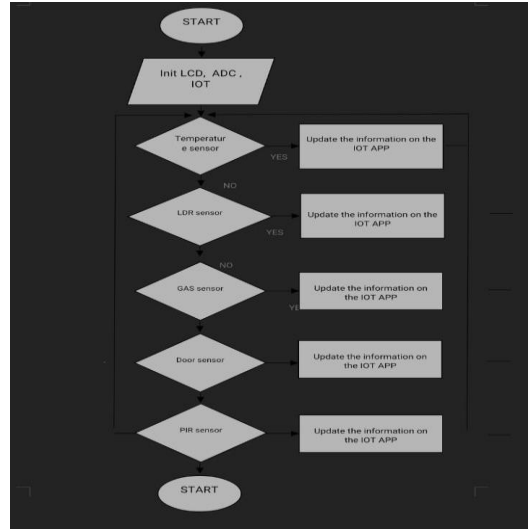 START
Init LCD, ADC ,
IOT
Temperatur
e sensor
YES
Update the information on the
IOT APP
NO
LDR sensor
YES
Update the information on the
IOT APP
NO
GAS sensor
Update the information on
the IOT APP
Door sensor
Update the information on
the IOT APP
PIR sensor
Update the information on
the IOT APP
START